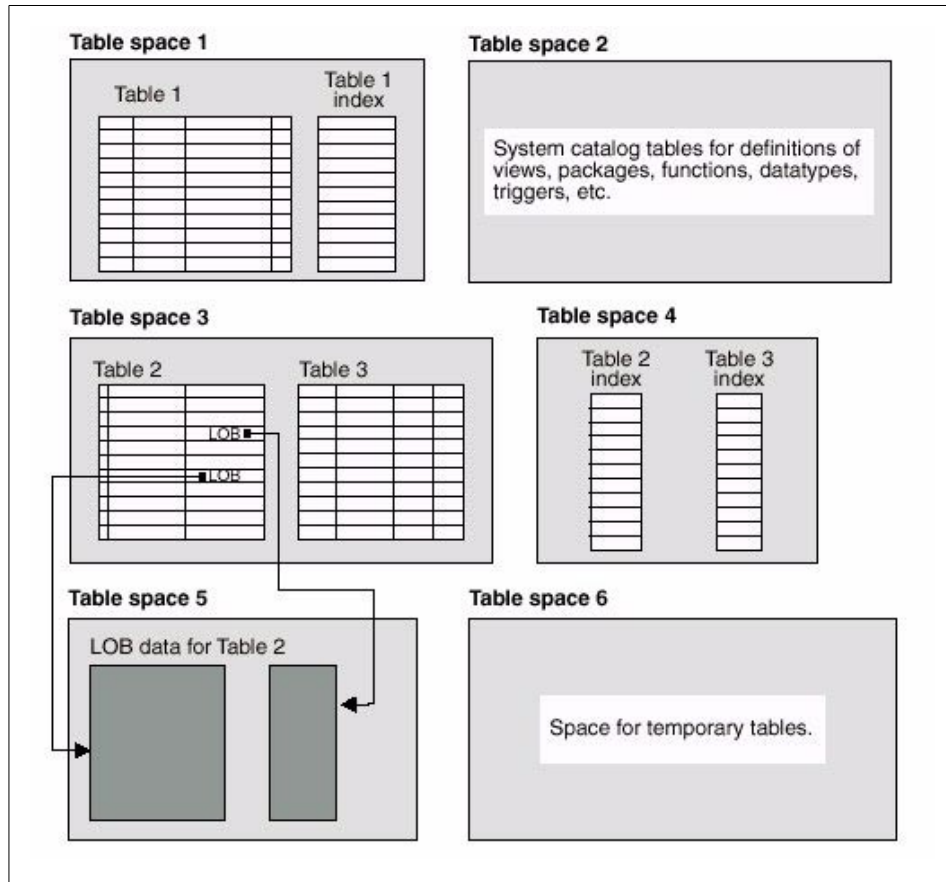 Table space 1
Table 1
Table 1
index
Table space 2
System catalog tables for definitions of
views, packages, functions, datatypes,
triggers, etc.
Table space 3
Table 2
LOB
LOB
Table 3
Table space 4
Table 2
index
Table 3
index
Table space 5
LOB data for Table 2
Table space 6
Space for temporary tables.